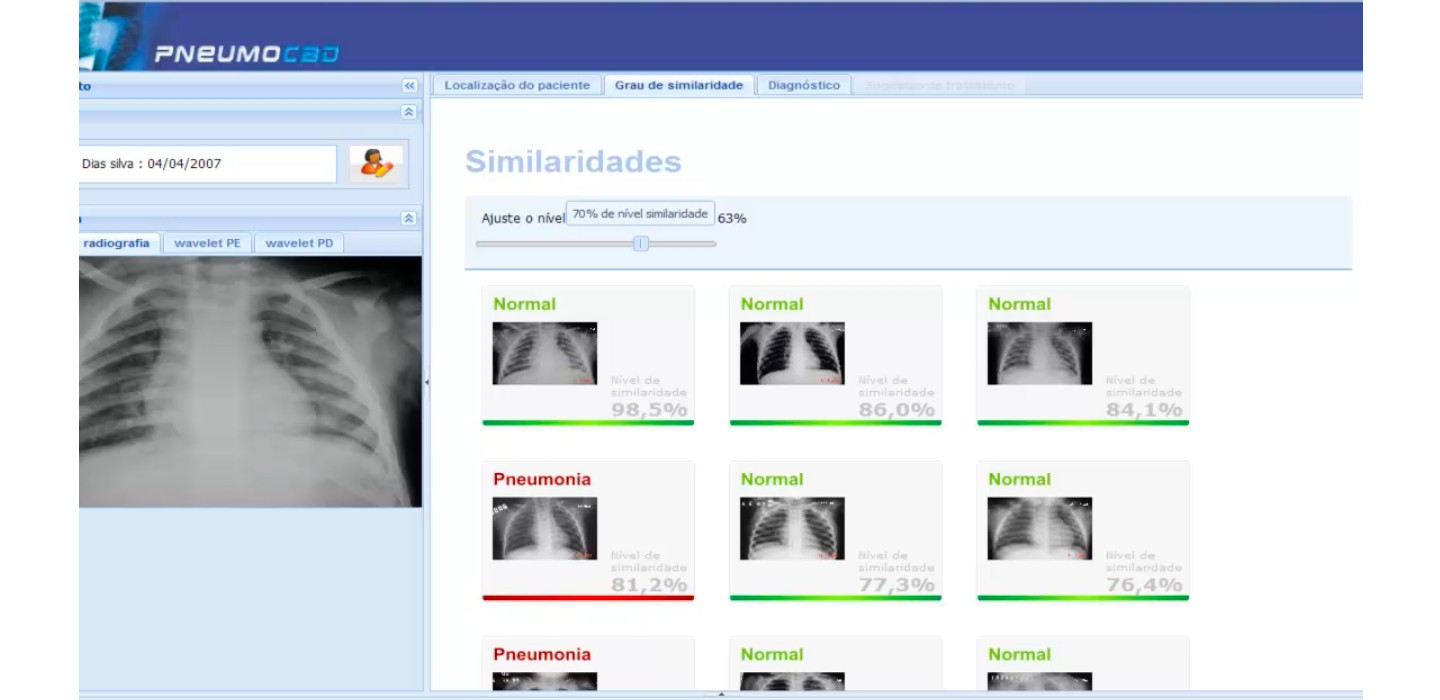 PNEUMOCAD
to
Localização do paciente
Grau de similaridade
Diagnóstico
Dias silva : 04/04/2007
radiografia
wavelet PE
wavelet PD
Similaridades
Ajuste o nível
70% de nível similaridade
63%
Normal
Nível de
similaridade
98,5%
Normal
Nível de
similaridade
86,0%
Normal
Nível de
similaridade
84,1%
Pneumonia
Nível de
similaridade
81,2%
Normal
Nível de
similaridade
77,3%
Normal
Nível de
similaridade
76,4%
Pneumonia
Normal
Normal